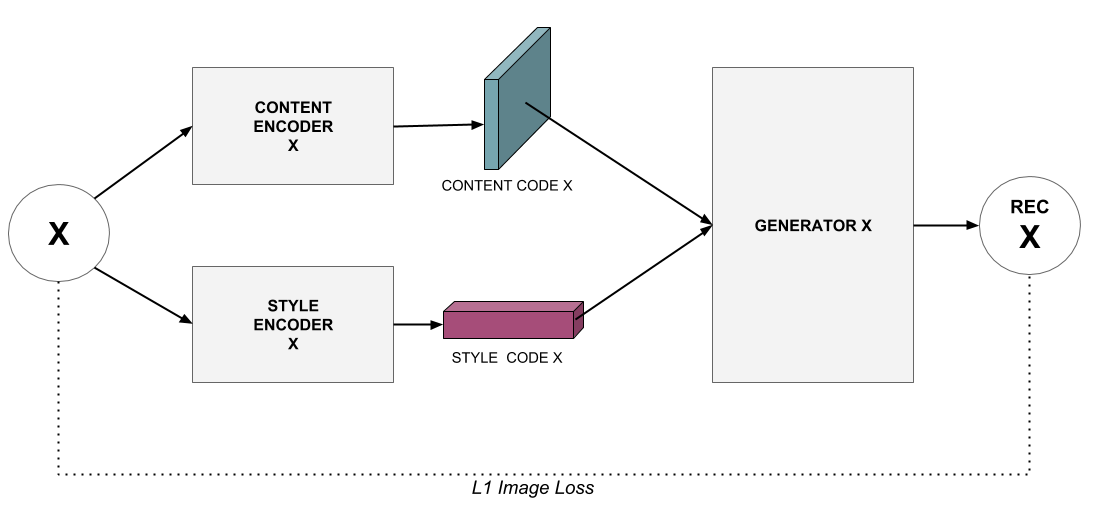 CONTENT
ENCODER
X
CONTENT CODE X
X
STYLE
ENCODER
X
STYLE CODE X
GENERATOR X
REC
X
L1 Image Loss